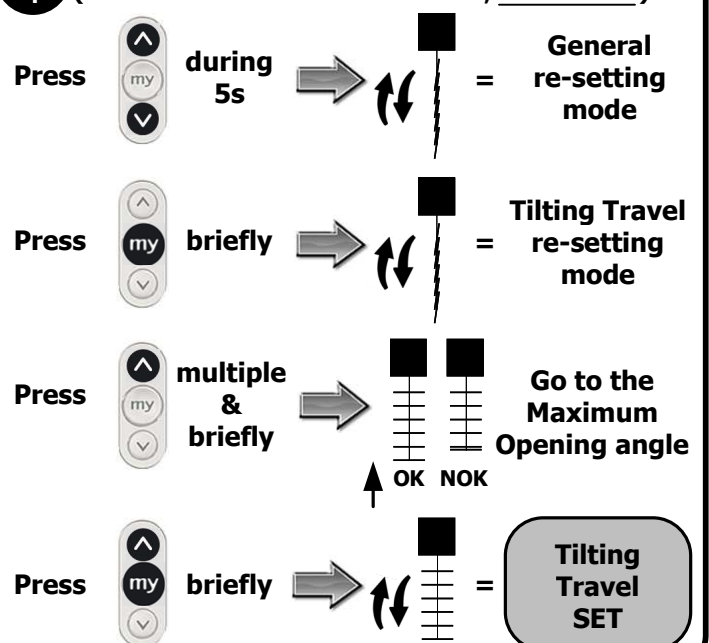 Press
my
during
5s
=
General
re-setting
mode
Press
my
briefly
=
Tilting Travel
re-setting
mode
Press
my
multiple
&
briefly
OK NOK
Go to the
Maximum
Opening angle
Press
my
briefly
=
Tilting
Travel
SET